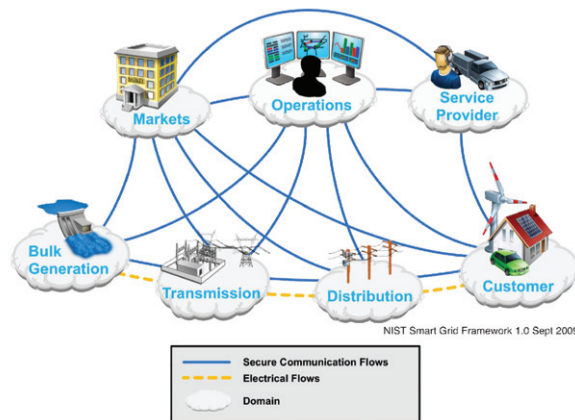 Markets
Operations
Service
Provider
Bulk
Generation
Transmission
Distribution
Customer
NIST Smart Grid Framework 1.0 Sept 2009
Secure Communication Flows
Electrical Flows
Domain